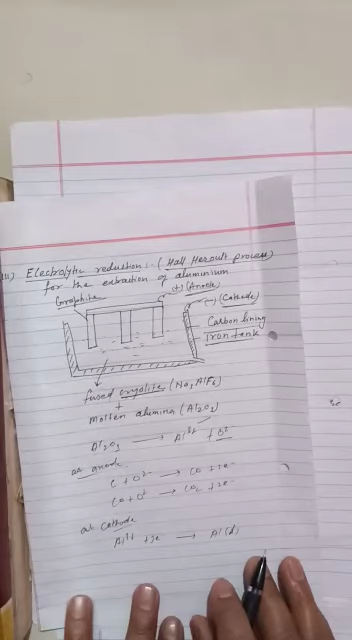 III) Electrolytic reduction :- (Hall Heroult process)
for the extraction of aluminium
Graphite
(+) (Anode)
(-) (Cathode)
Carbon lining
Iron tank
fused cryolite (Na3AlF6)
+
molten alumina (Al2O3)
Al2O3 → Al3+ + O2-
at anode
C + O2- → CO + 2e-
CO + O2- → CO2 + 2e-
at cathode
Al3+ + 3e- → Al(l)